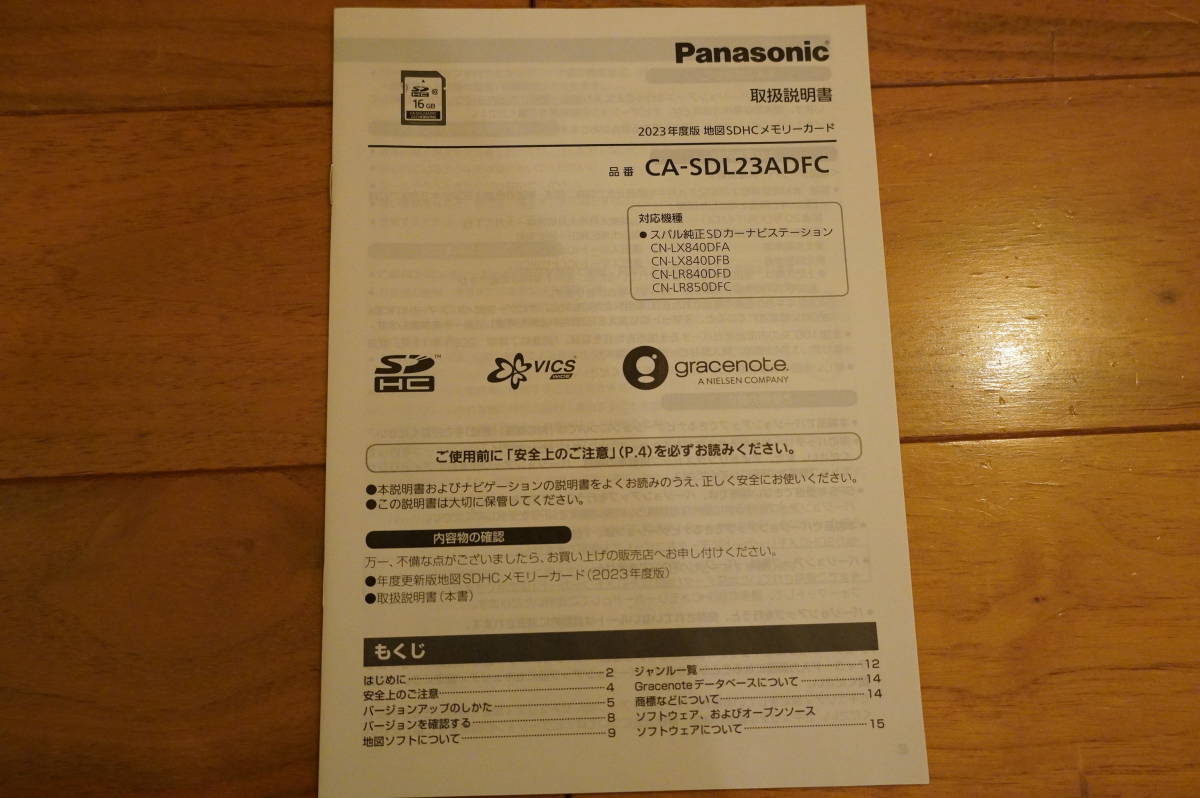 Panasonic
SD HC 16GB
取扱説明書
2023年度版 地図SDHCメモリーカード
品番 CA-SDL23ADFC
対応機種
●スバル純正SDカーナビステーション
CN-LX840DFA
CN-LX840DFB
CN-LR840DFD
CN-LR850DFC
SD HC™
VICS WIDE
gracenote.
A NIELSEN COMPANY
ご使用前に「安全上のご注意」(P.4)を必ずお読みください。
●本説明書およびナビゲーションの説明書をよくお読みのうえ、正しく安全にお使いください。
●この説明書は大切に保管してください。
内容物の確認
万一、不備な点がございましたら、お買い上げの販売店へお申し付けください。
●年度更新版地図SDHCメモリーカード(2023年度版)
●取扱説明書(本書)
もくじ
はじめに 2
安全上のご注意 4
バージョンアップのしかた 5
バージョンを確認する 8
地図ソフトについて 9
ジャンル一覧 12
Gracenoteデータベースについて 14
商標などについて 14
ソフトウェア、およびオープンソース
ソフトウェアについて 15